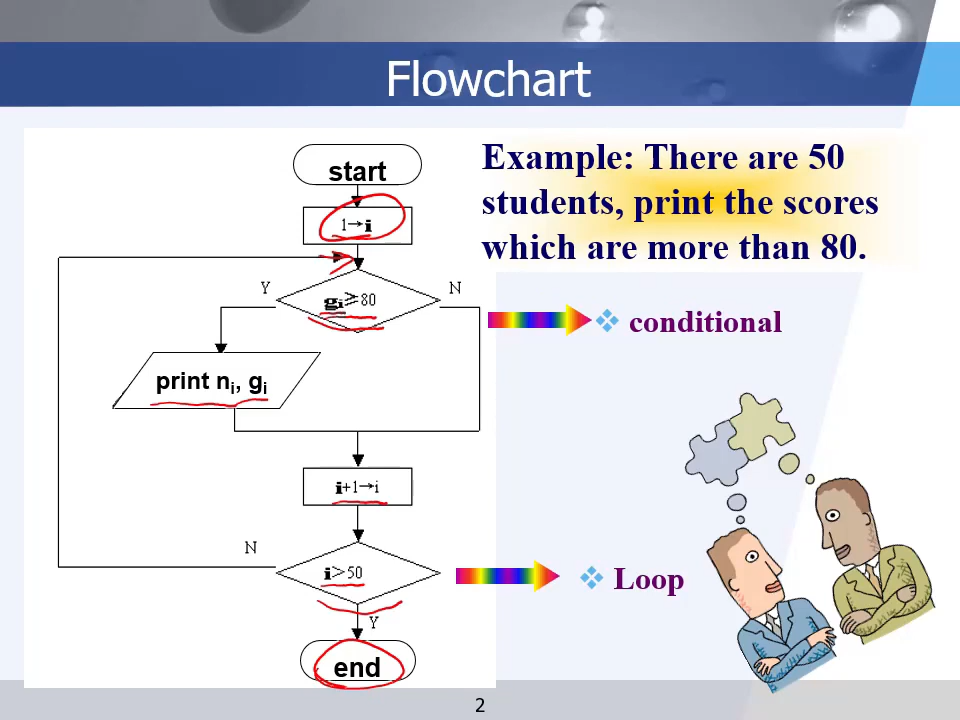 Flowchart
Example: There are 50
students, print the scores
which are more than 80.
start
1→i
Y
gi≥80
N
conditional
print ni, gi
i+1→i
N
i>50
Loop
Y
end
2